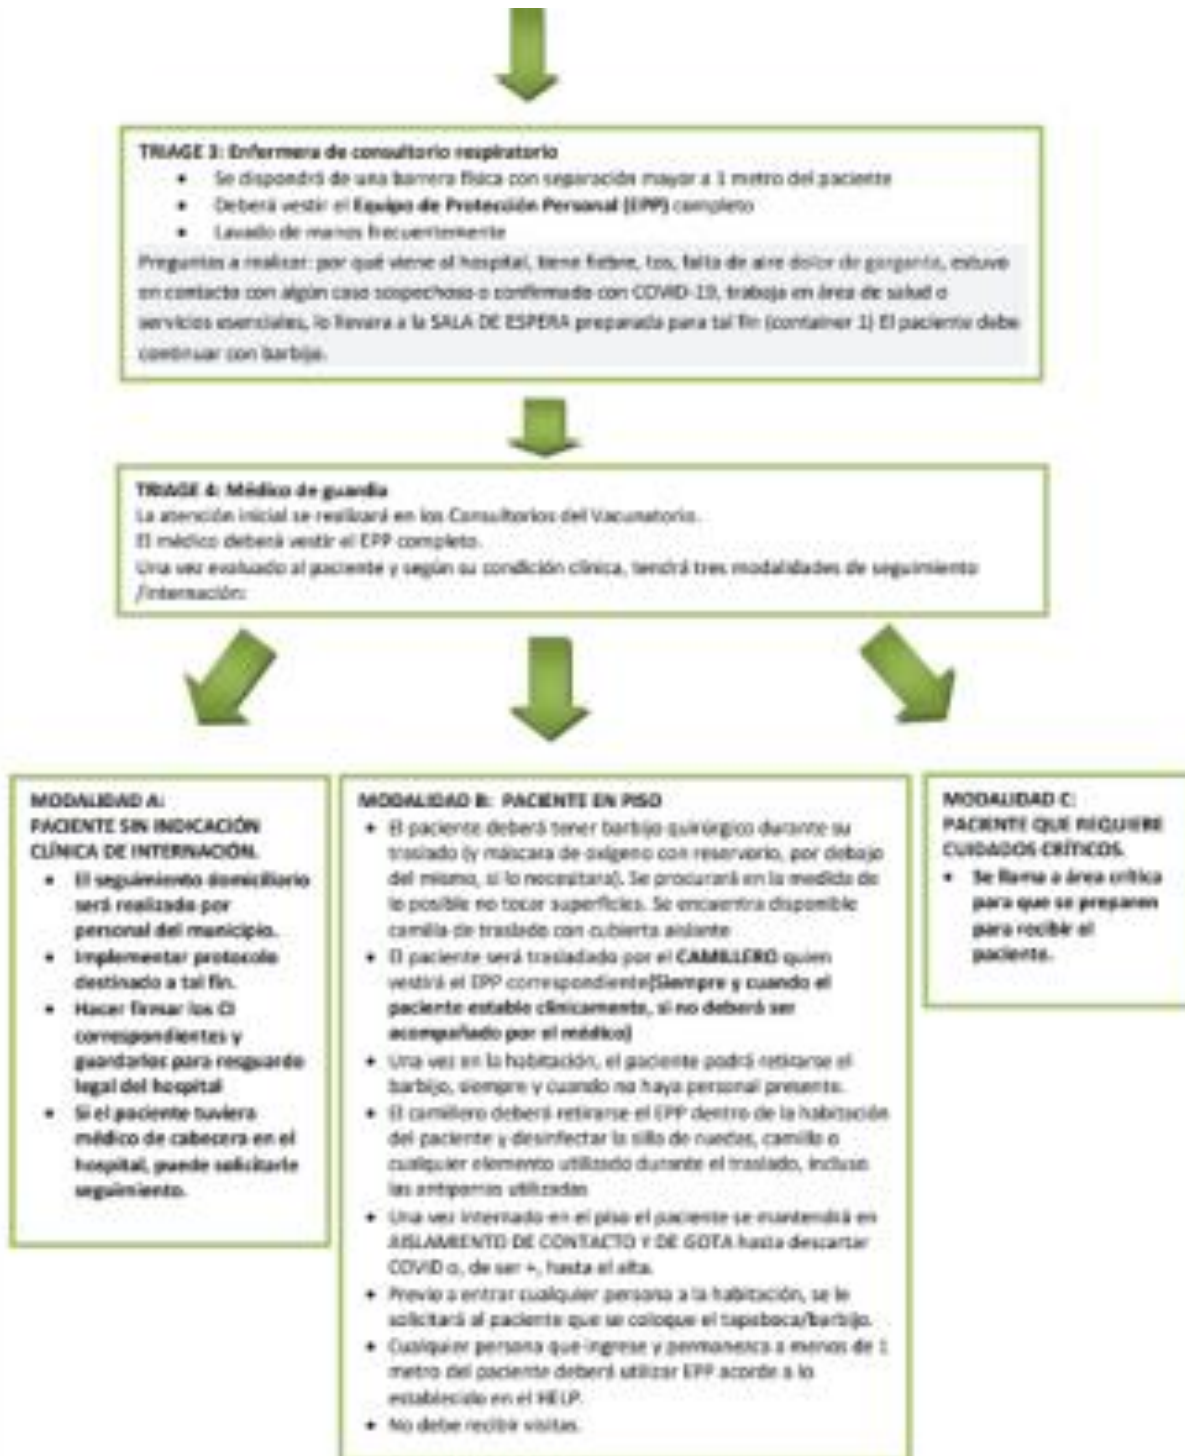 TRIAGE 3: Enfermera de consultorio respiratorio
• Se dispondrá de una barrera física con separación mayor a 1 metro del paciente
• Deberá vestir el Equipo de Protección Personal (EPP) completo
• Lavado de manos frecuentemente
Preguntas a realizar: por qué viene al hospital, tiene fiebre, tos, falta de aire dolor de garganta, estuvo
en contacto con algún caso sospechoso o confirmado con COVID-19, trabaja en área de salud o
servicios esenciales, lo llevara a la SALA DE ESPERA preparada para tal fin (container 1) El paciente debe
continuar con barbijo.
TRIAGE 4: Médico de guardia
La atención inicial se realizará en los Consultorios del Vacunatorio.
El médico deberá vestir el EPP completo.
Una vez evaluado al paciente y según su condición clínica, tendrá tres modalidades de seguimiento
/internación:
MODALIDAD A:
PACIENTE SIN INDICACIÓN
CLÍNICA DE INTERNACIÓN.
• El seguimiento domiciliario
será realizado por
personal del municipio.
• Implementar protocolo
destinado a tal fin.
• Hacer firmar los CI
correspondientes y
guardarlos para resguardo
legal del hospital
• Si el paciente tuviera
médico de cabecera en el
hospital, puede solicitarle
seguimiento.
MODALIDAD B: PACIENTE EN PISO
• El paciente deberá tener barbijo quirúrgico durante su
traslado (y máscara de oxígeno con reservorio, por debajo
del mismo, si lo necesitara). Se procurará en la medida de
lo posible no tocar superficies. Se encuentra disponible
camilla de traslado con cubierta aislante
• El paciente será trasladado por el CAMILLERO quien
vestirá el EPP correspondiente(Siempre y cuando el
paciente estable clínicamente, si no deberá ser
acompañado por el médico)
• Una vez en la habitación, el paciente podrá retirarse el
barbijo, siempre y cuando no haya personal presente.
• El camillero deberá retirarse el EPP dentro de la habitación
del paciente y desinfectar la silla de ruedas, camilla o
cualquier elemento utilizado durante el traslado, incluso
las antiparras utilizadas
• Una vez internado en el piso el paciente se mantendrá en
AISLAMIENTO DE CONTACTO Y DE GOTA hasta descartar
COVID o, de ser +, hasta el alta.
• Previo a entrar cualquier persona a la habitación, se le
solicitará al paciente que se coloque el tapaboca/barbijo.
• Cualquier persona que ingrese y permanezca a menos de 1
metro del paciente deberá utilizar EPP acorde a lo
establecido en el HELP.
• No debe recibir visitas.
MODALIDAD C:
PACIENTE QUE REQUIERE
CUIDADOS CRÍTICOS.
• Se llama a área crítica
para que se preparen
para recibir el
paciente.